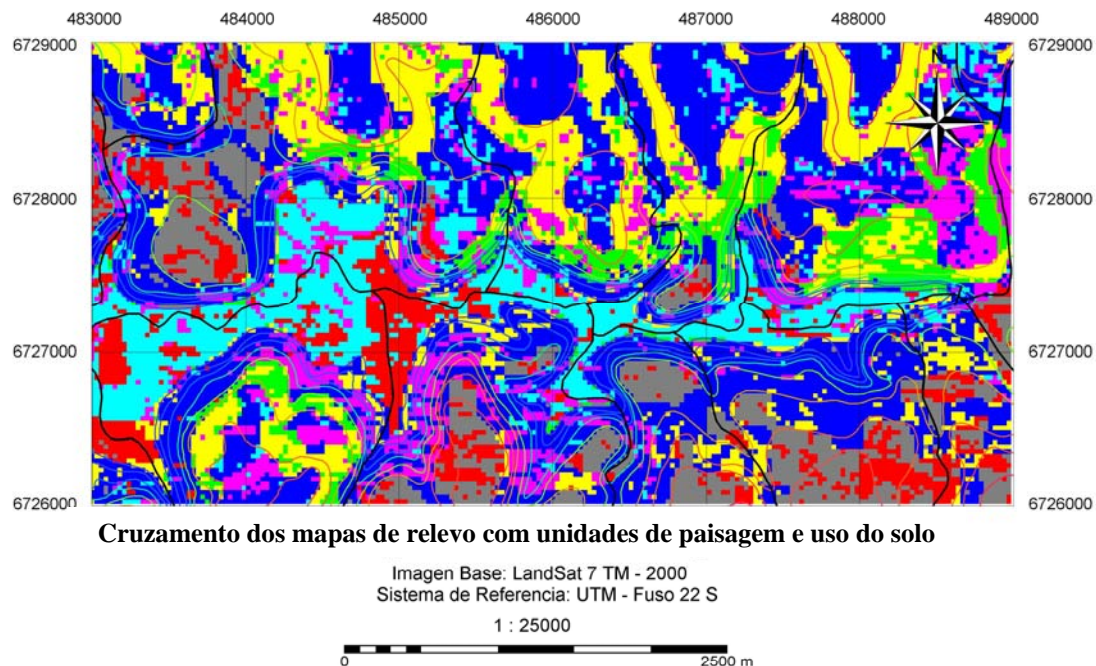 483000 484000 485000 486000 487000 488000 489000
6729000 6729000
6728000 6728000
6727000 6727000
6726000 6726000
Cruzamento dos mapas de relevo com unidades de paisagem e uso do solo
Imagen Base: LandSat 7 TM - 2000
Sistema de Referencia: UTM - Fuso 22 S
1 : 25000
0 2500 m